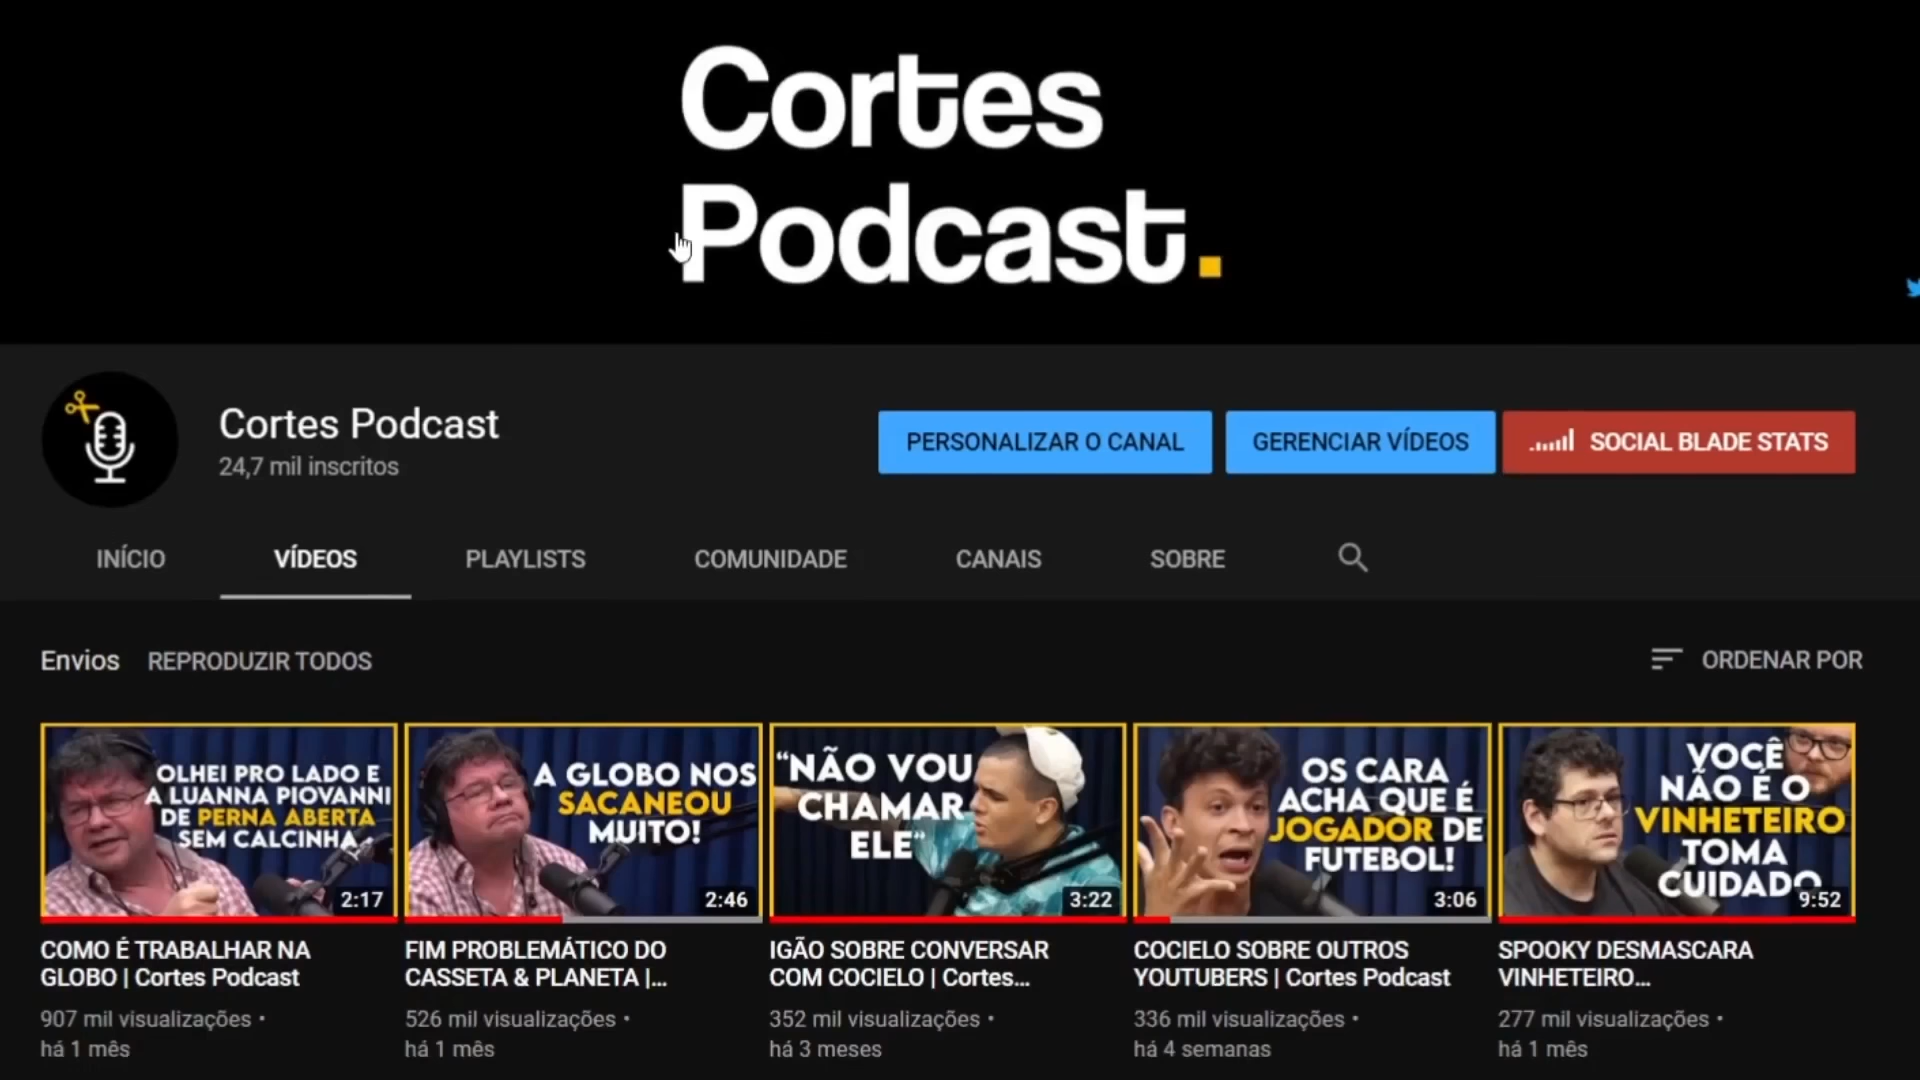 Cortes
Podcast.
Cortes Podcast
24,7 mil inscritos
PERSONALIZAR O CANAL
GERENCIAR VÍDEOS
SOCIAL BLADE STATS
INÍCIO
VÍDEOS
PLAYLISTS
COMUNIDADE
CANAIS
SOBRE
Envios
REPRODUZIR TODOS
ORDENAR POR
OLHEI PRO LADO E
A LUANNA PIOVANNI
DE PERNA ABERTA
SEM CALCINHA
2:17
A GLOBO NOS
SACANEOU
MUITO!
2:46
“NÃO VOU
CHAMAR
ELE“
3:22
OS CARA
ACHA QUE É
JOGADOR DE
FUTEBOL!
3:06
VOCÊ
NÃO É O
VINHETEIRO
TOMA
CUIDADO
9:52
COMO É TRABALHAR NA
GLOBO | Cortes Podcast
907 mil visualizações •
há 1 mês
FIM PROBLEMÁTICO DO
CASSETA & PLANETA |...
526 mil visualizações •
há 1 mês
IGÃO SOBRE CONVERSAR
COM COCIELO | Cortes...
352 mil visualizações •
há 3 meses
COCIELO SOBRE OUTROS
YOUTUBERS | Cortes Podcast
336 mil visualizações •
há 4 semanas
SPOOKY DESMASCARA
VINHETEIRO...
277 mil visualizações •
há 1 mês